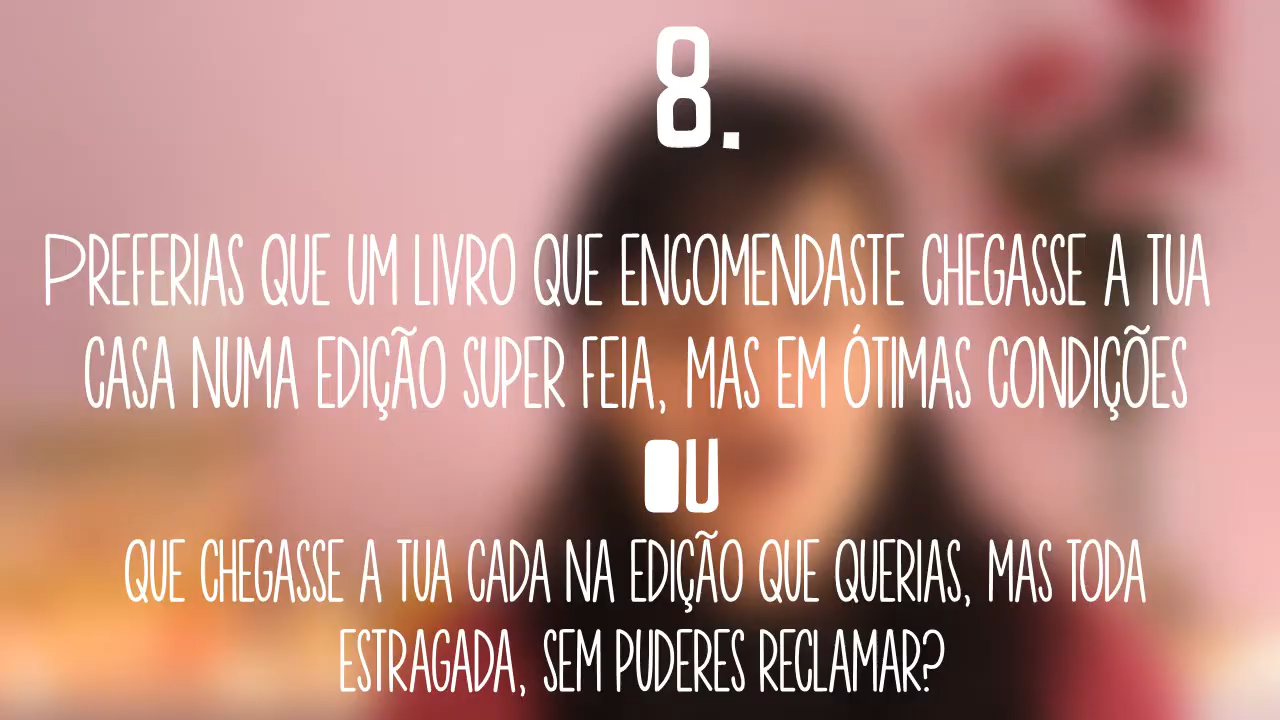 8.
PREFERIAS QUE UM LIVRO QUE ENCOMENDASTE CHEGASSE A TUA
CASA NUMA EDIÇÃO SUPER FEIA, MAS EM ÓTIMAS CONDIÇÕES
OU
QUE CHEGASSE A TUA CADA NA EDIÇÃO QUE QUERIAS, MAS TODA
ESTRAGADA, SEM PUDERES RECLAMAR?